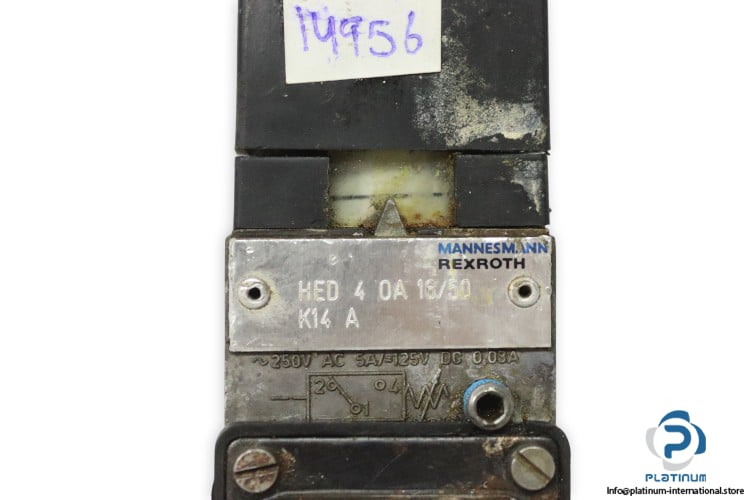 14956
MANNESMANN
REXROTH
HED 4 OA 16/50
K14 A
~250V AC 5A/=125V DC 0,03A
2 4
1
PLATINUM
Info@platinum-international.store